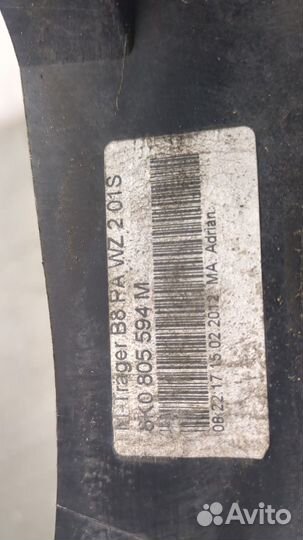 N-Träger B8 PA WZ 2 01S
8K0 805 594 M
08:22:17 15.02.2012 MA: Adrian.
Avito